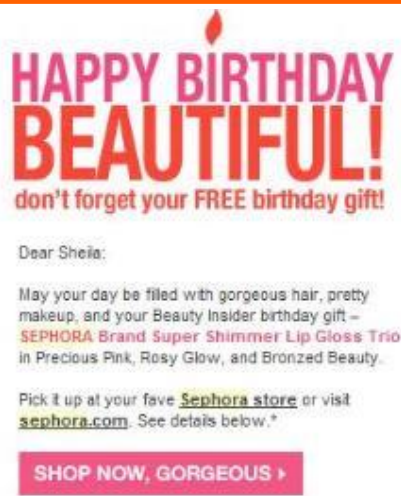 HAPPY BIRTHDAY
BEAUTIFUL!
don't forget your FREE birthday gift!
Dear Sheila:
May your day be filled with gorgeous hair, pretty
makeup, and your Beauty Insider birthday gift –
SEPHORA Brand Super Shimmer Lip Gloss Trio
in Precious Pink, Rosy Glow, and Bronzed Beauty.
Pick it up at your fave Sephora store or visit
sephora.com. See details below.*
SHOP NOW, GORGEOUS